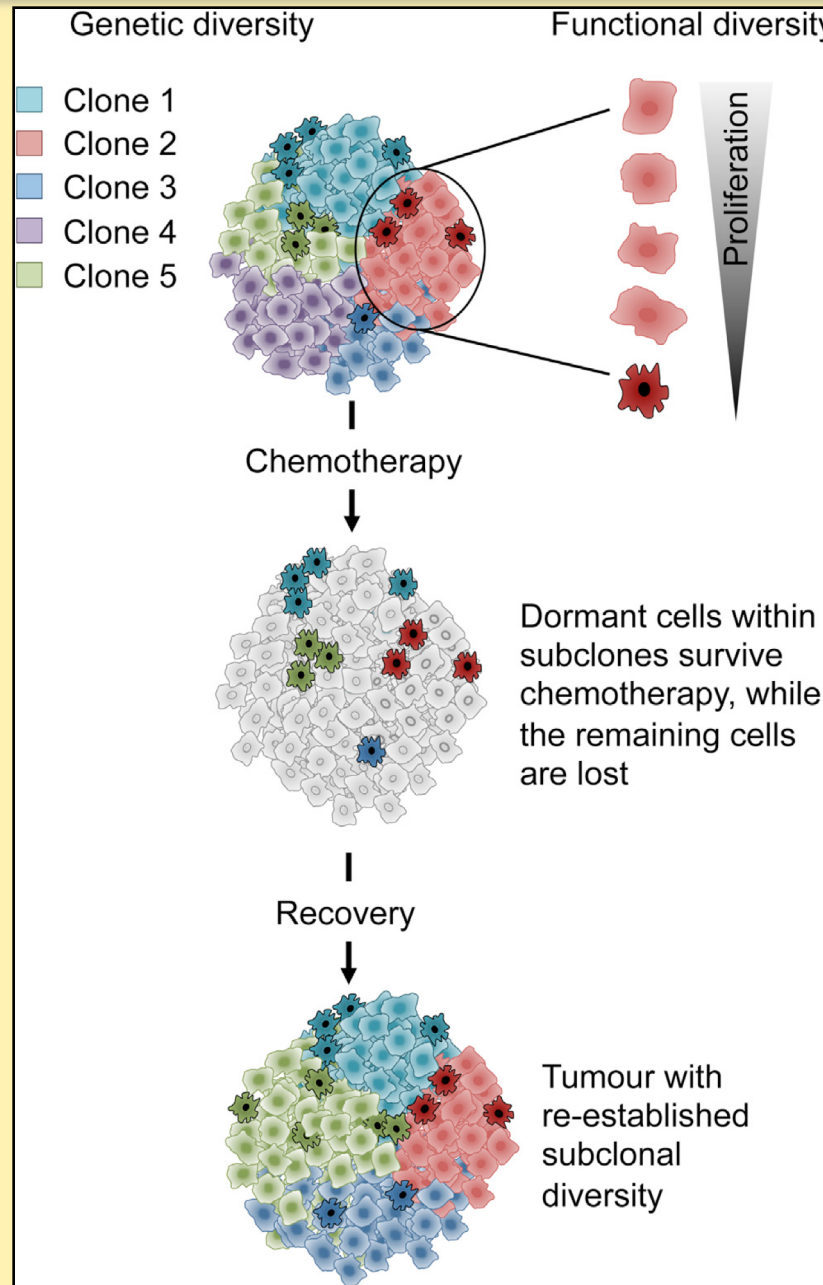 Genetic diversity
Functional diversity
Clone 1
Clone 2
Clone 3
Clone 4
Clone 5
Proliferation
Chemotherapy
Dormant cells within
subclones survive
chemotherapy, while
the remaining cells
are lost
Recovery
Tumour with
re-established
subclonal
diversity